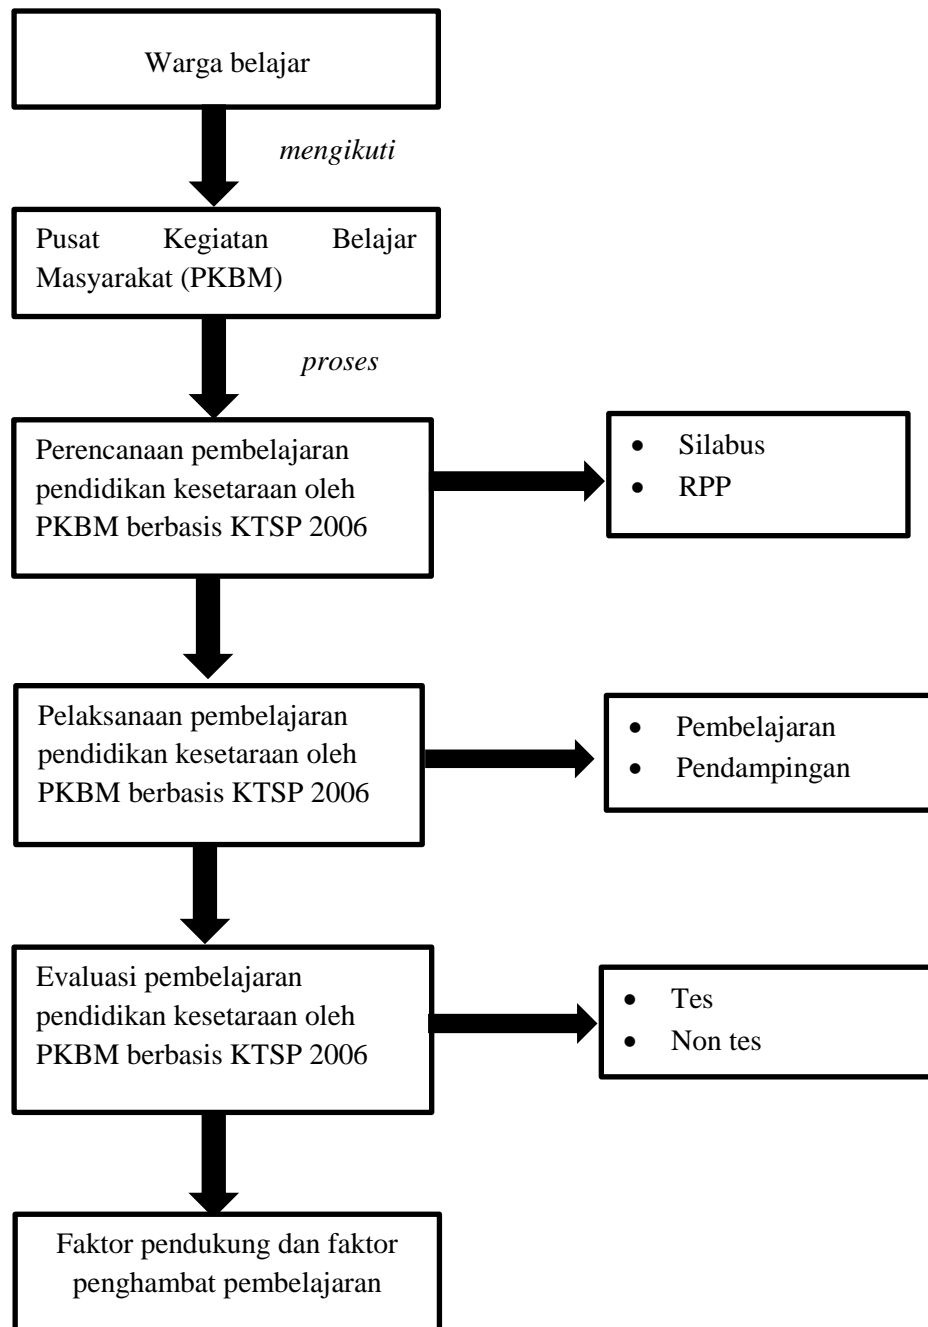 Warga belajar
mengikuti
Pusat Kegiatan Belajar
Masyarakat (PKBM)
proses
Perencanaan pembelajaran
pendidikan kesetaraan oleh
PKBM berbasis KTSP 2006
• Silabus
• RPP
Pelaksanaan pembelajaran
pendidikan kesetaraan oleh
PKBM berbasis KTSP 2006
• Pembelajaran
• Pendampingan
Evaluasi pembelajaran
pendidikan kesetaraan oleh
PKBM berbasis KTSP 2006
• Tes
• Non tes
Faktor pendukung dan faktor
penghambat pembelajaran